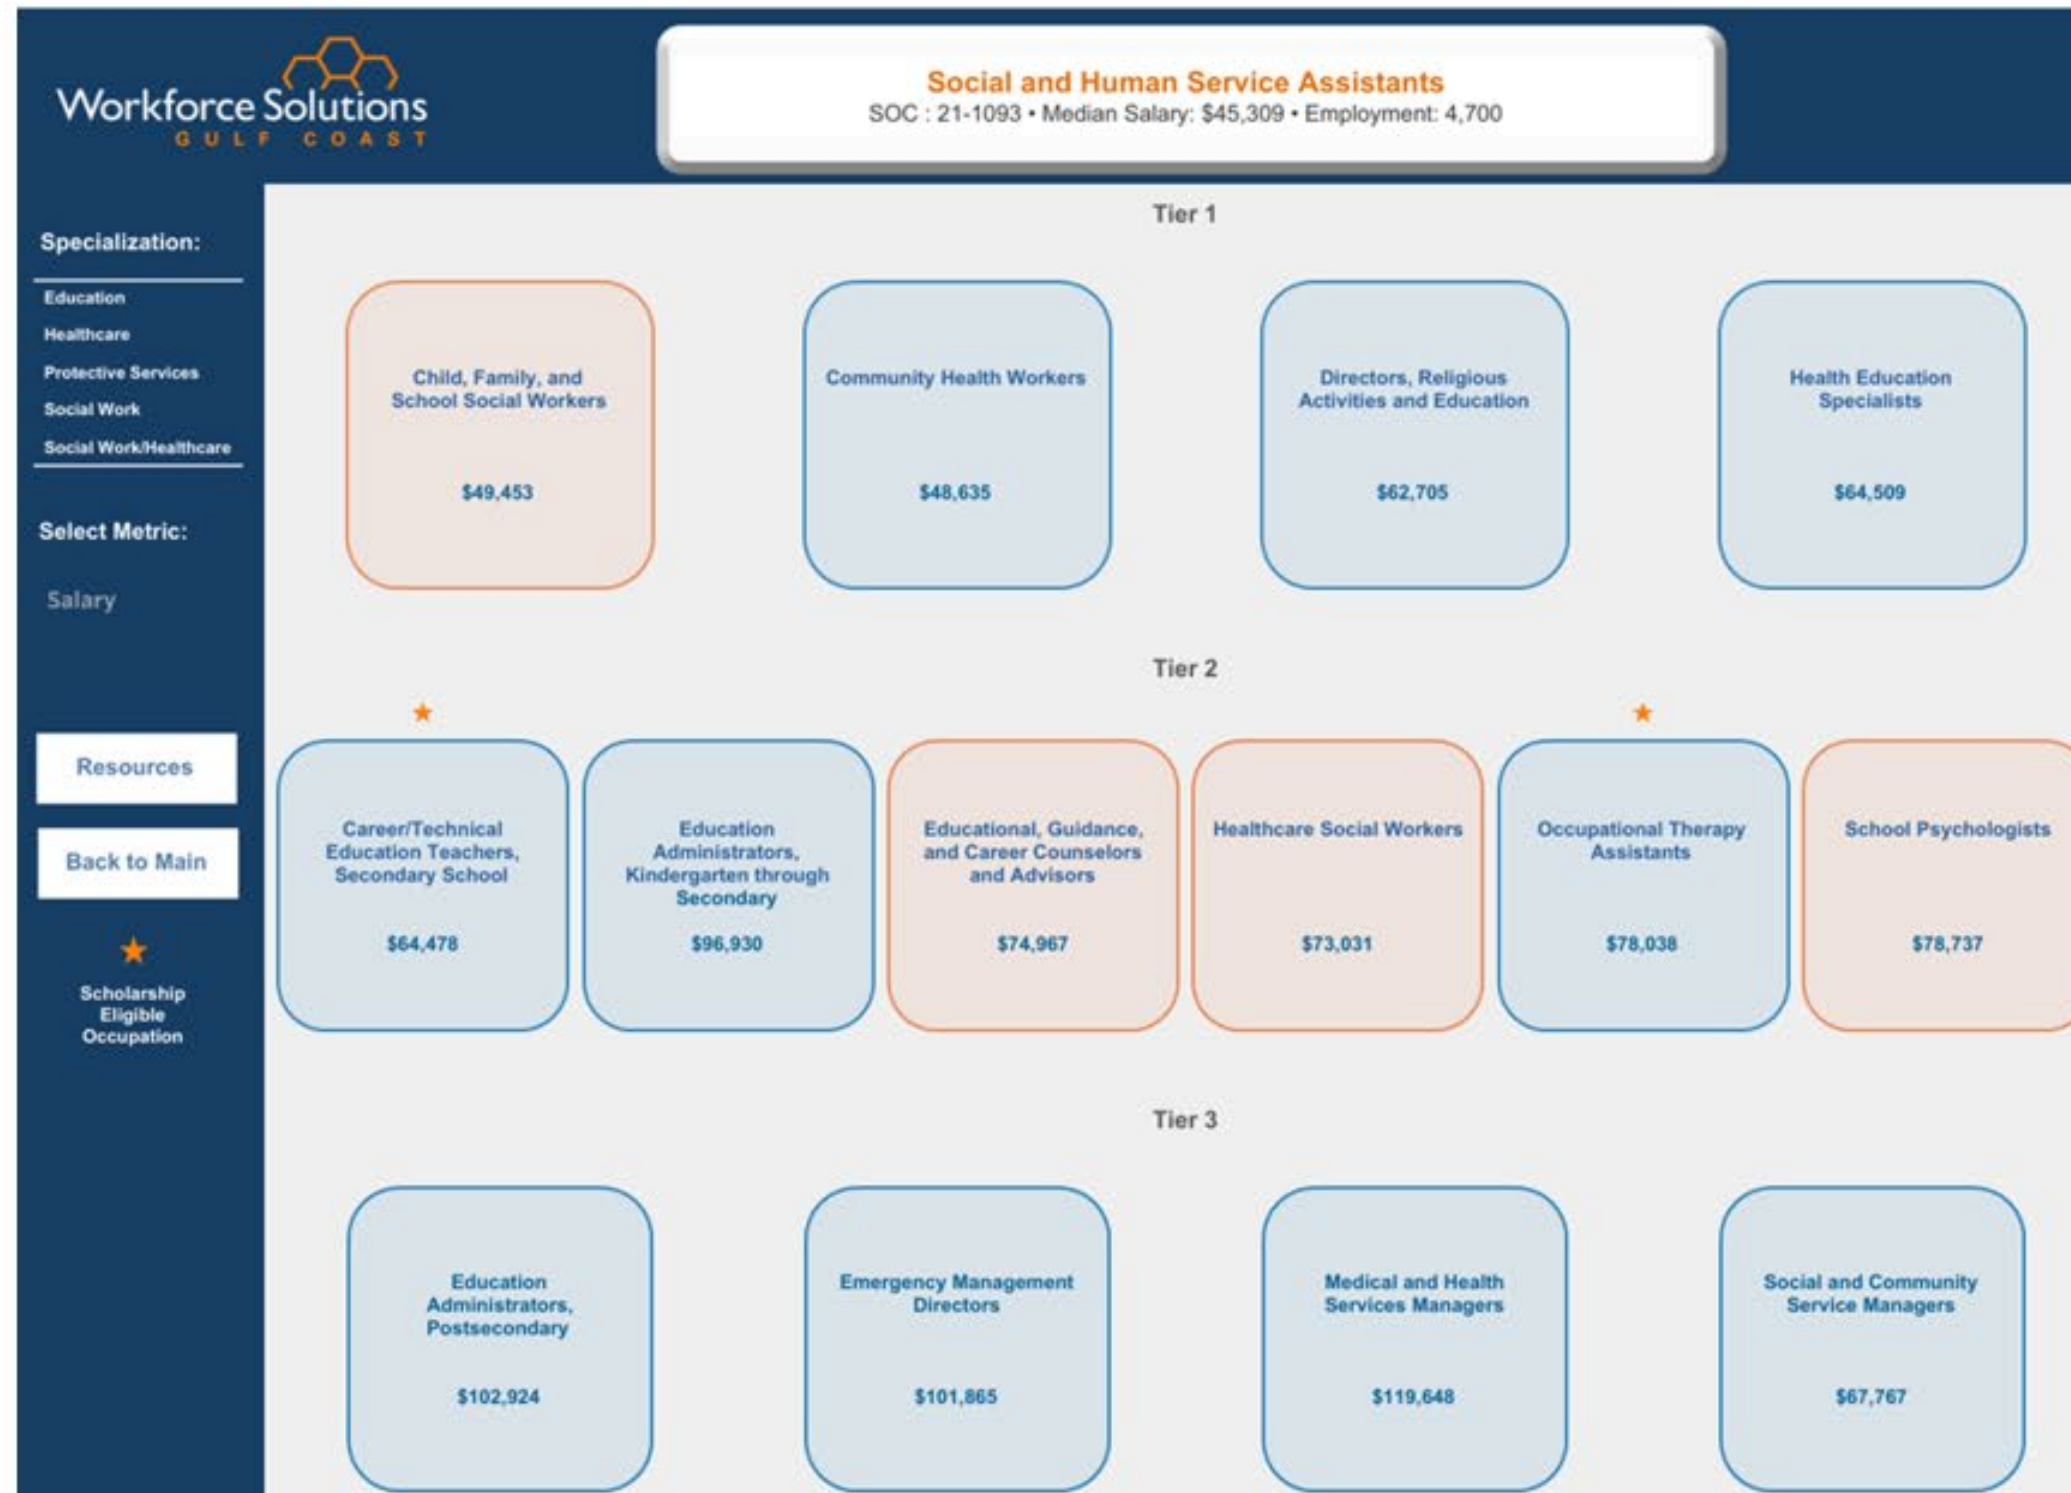 Workforce Solutions
GULF COAST
Social and Human Service Assistants
SOC : 21-1093 • Median Salary: $45,309 • Employment: 4,700
Specialization:
Education
Healthcare
Protective Services
Social Work
Social Work/Healthcare
Select Metric:
Salary
Resources
Back to Main
Scholarship
Eligible
Occupation
Tier 1
Child, Family, and
School Social Workers
$49,453
Community Health Workers
$48,635
Directors, Religious
Activities and Education
$62,705
Health Education
Specialists
$64,509
Tier 2
Career/Technical
Education Teachers,
Secondary School
$64,478
Education
Administrators,
Kindergarten through
Secondary
$96,930
Educational, Guidance,
and Career Counselors
and Advisors
$74,967
Healthcare Social Workers
$73,031
Occupational Therapy
Assistants
$78,038
School Psychologists
$78,737
Tier 3
Education
Administrators,
Postsecondary
$102,924
Emergency Management
Directors
$101,865
Medical and Health
Services Managers
$119,648
Social and Community
Service Managers
$67,767